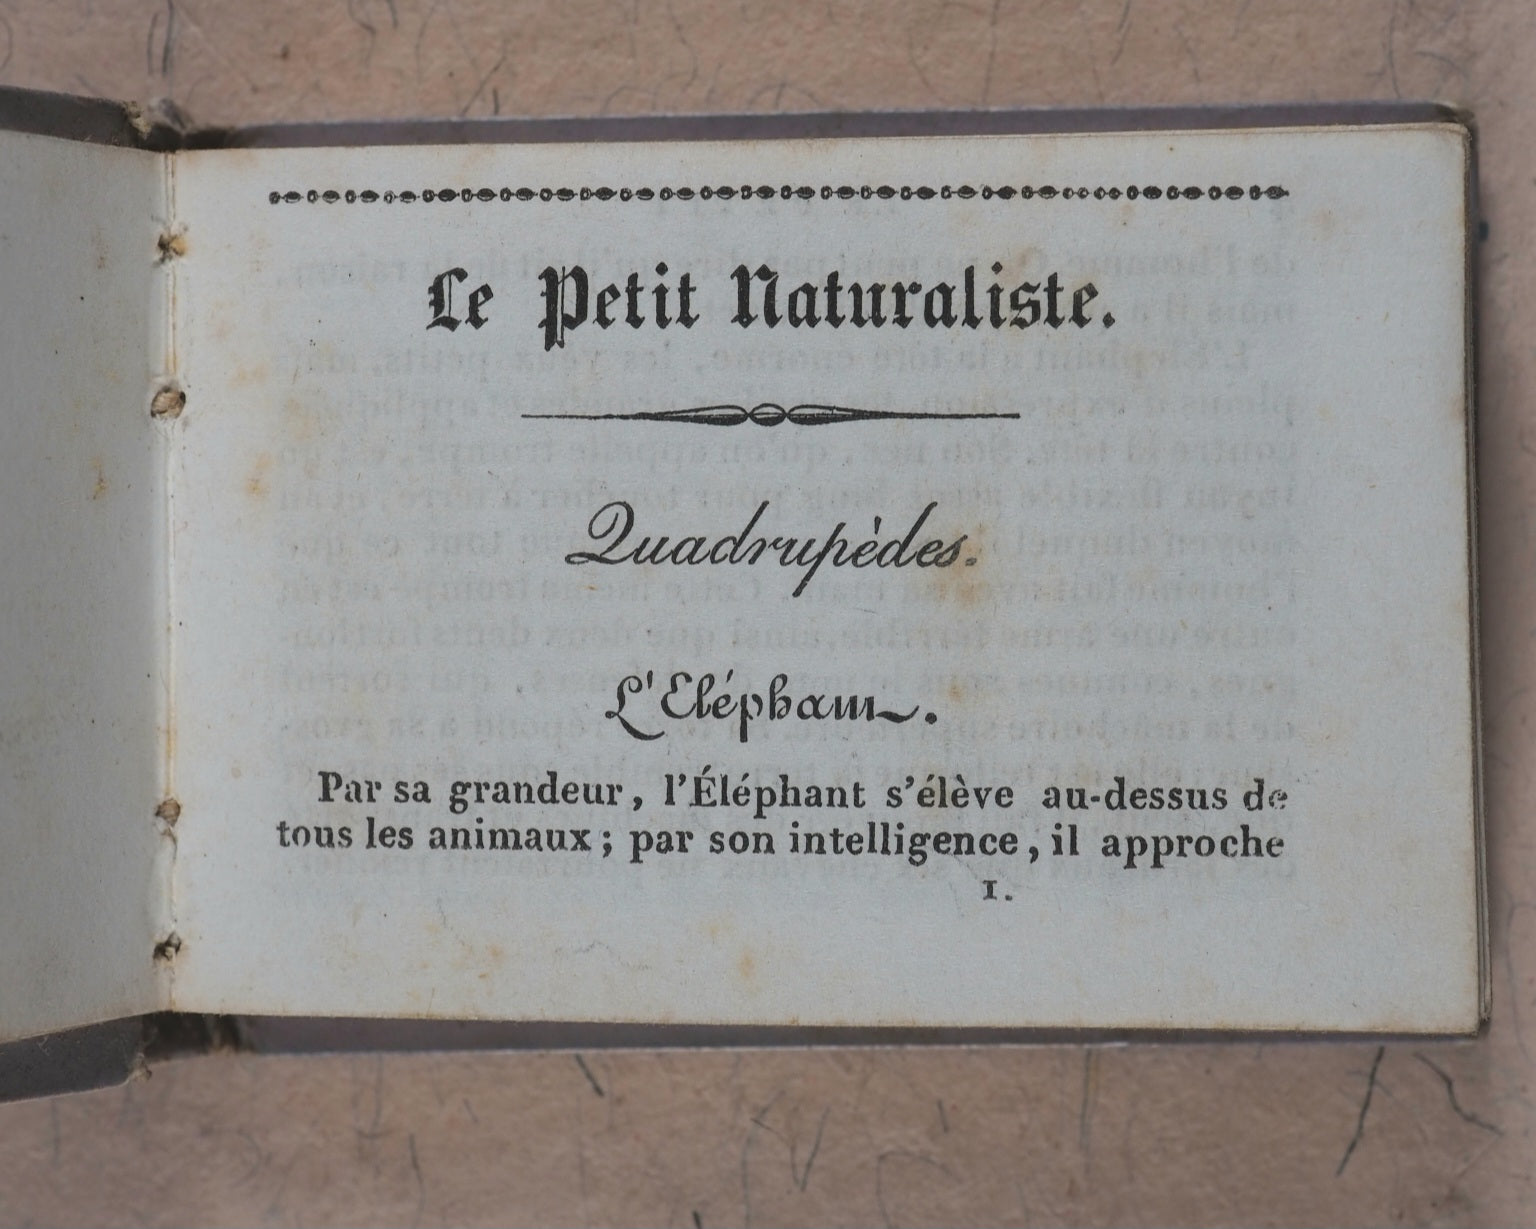 Le Petit Naturaliste.
Quadrupèdes.
L'Eléphant.
Par sa grandeur, l'Éléphant s'élève au-dessus de
tous les animaux; par son intelligence, il approche
1.